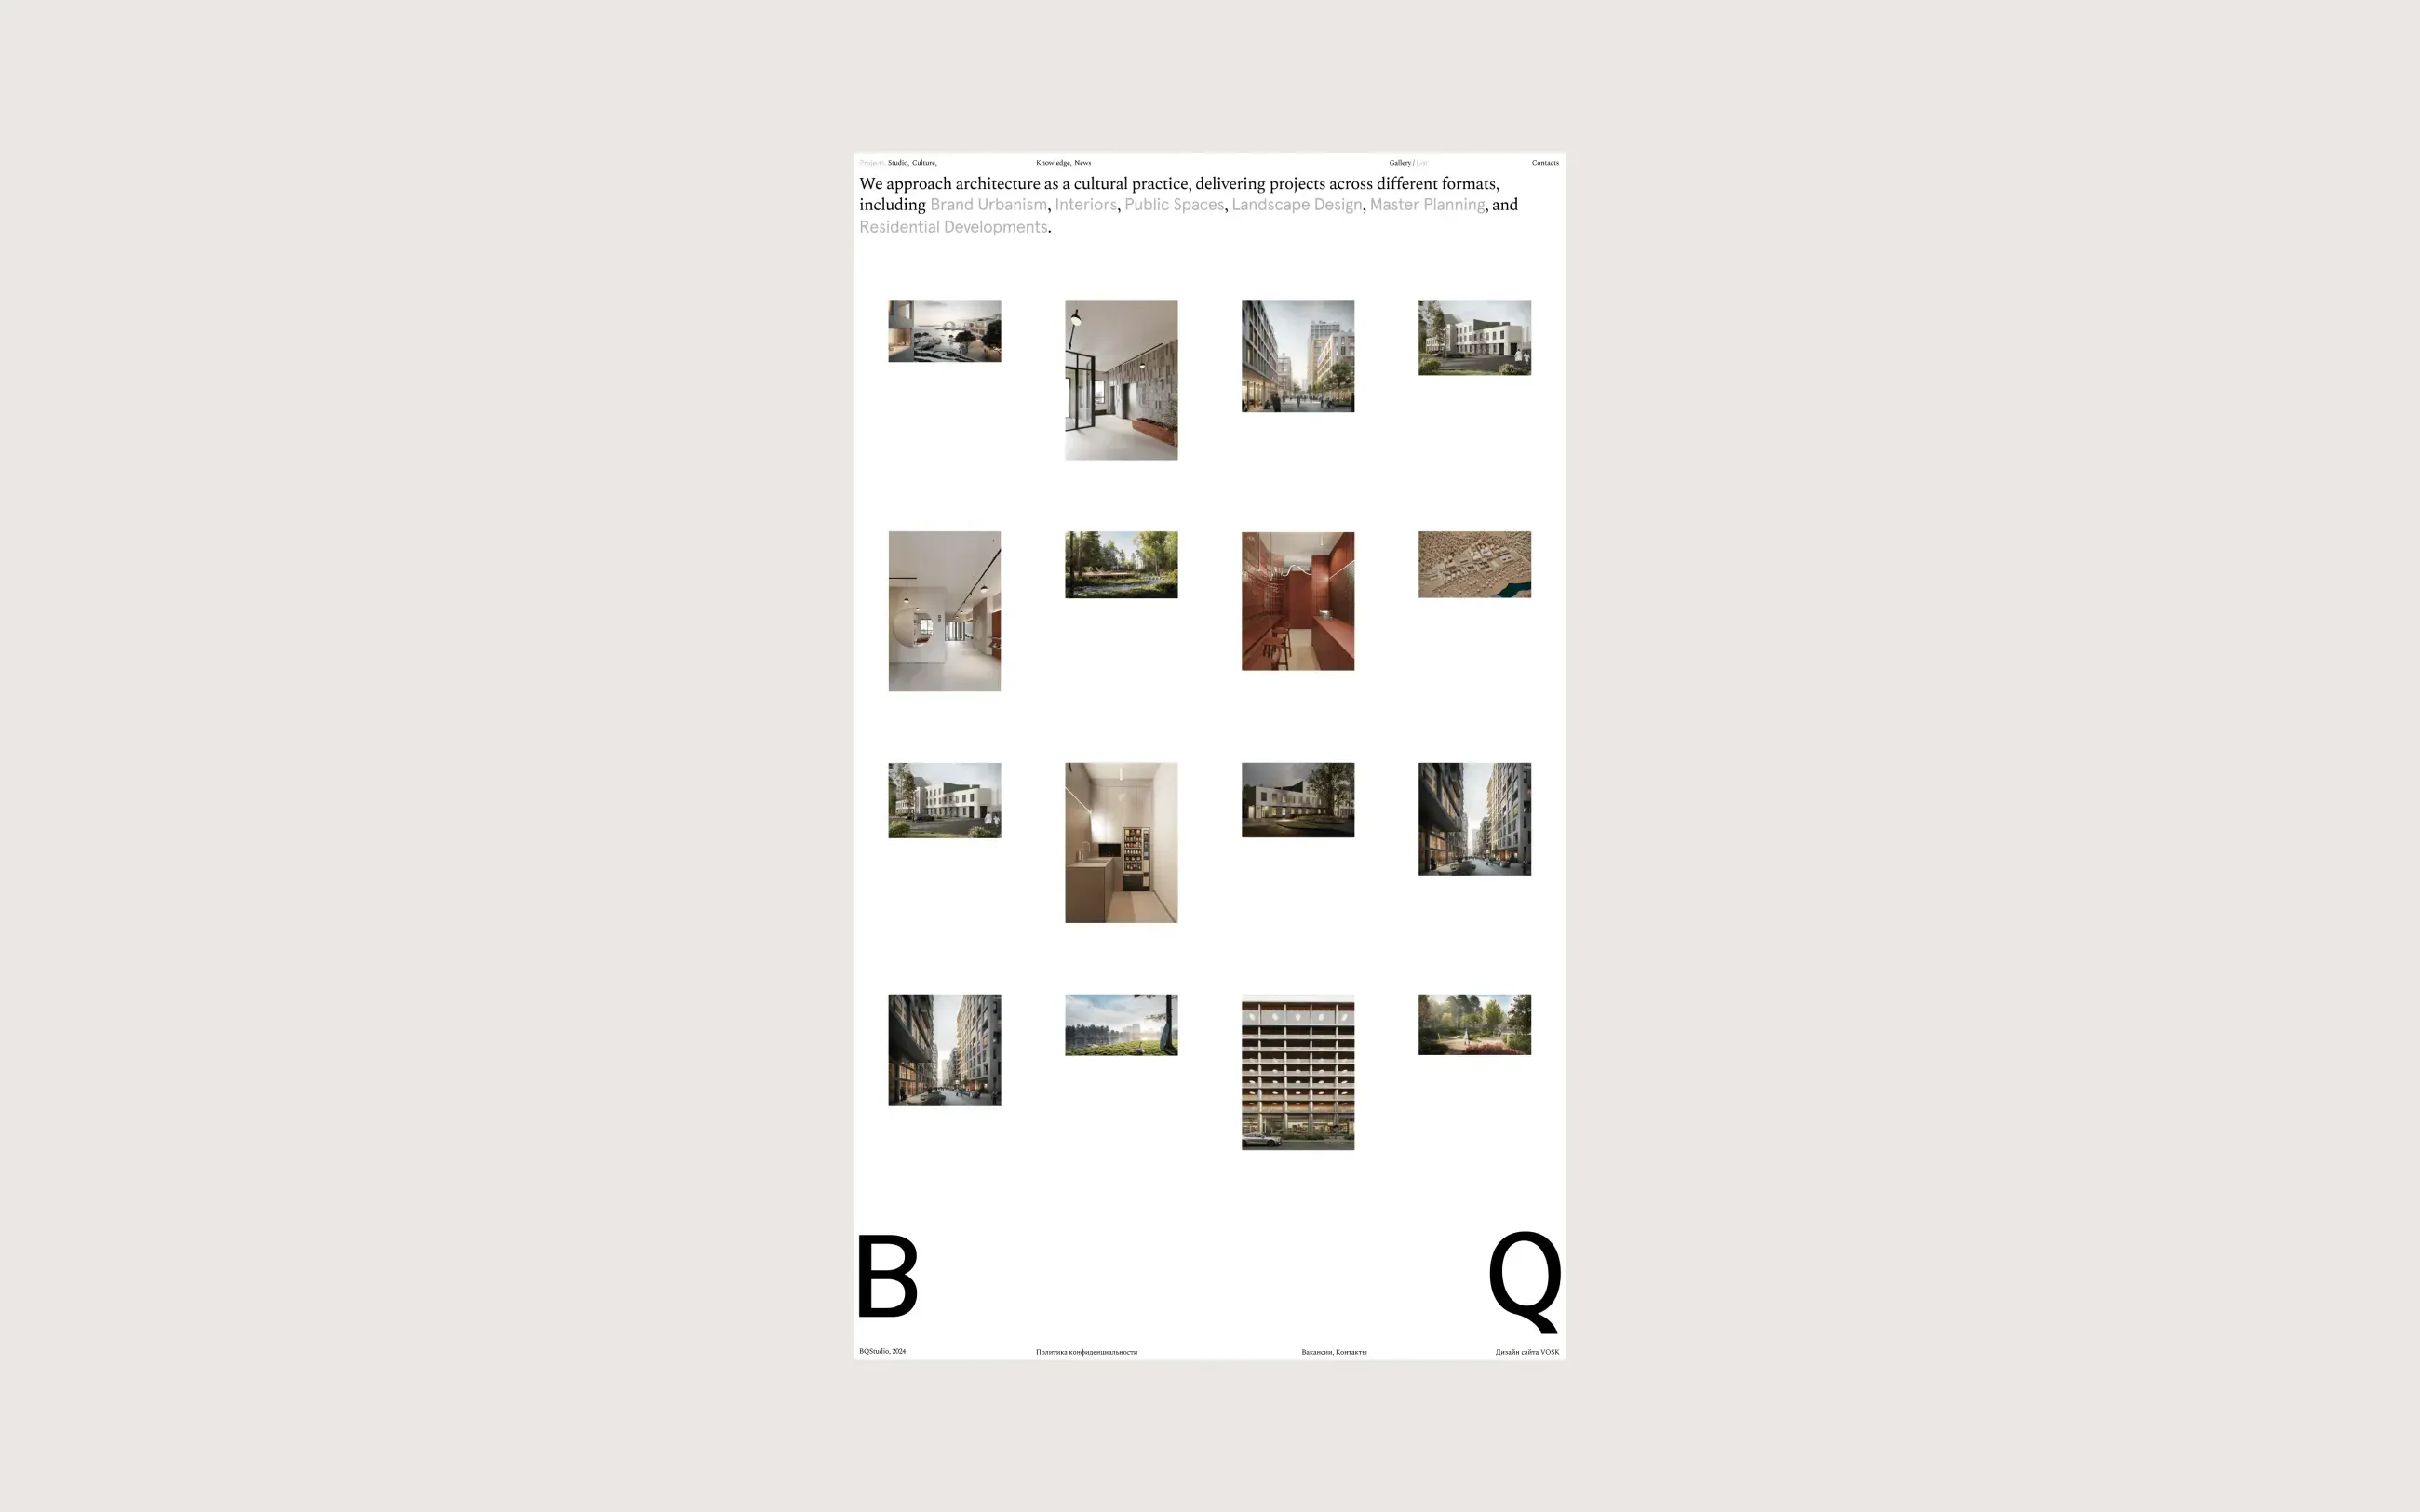 Projects, Studio, Culture, Knowledge, News Gallery / List Contacts
We approach architecture as a cultural practice, delivering projects across different formats,
including Brand Urbanism, Interiors, Public Spaces, Landscape Design, Master Planning, and
Residential Developments.
B Q
BQStudio, 2024 Политика конфиденциальности Вакансии, Контакты Дизайн сайта VOSK